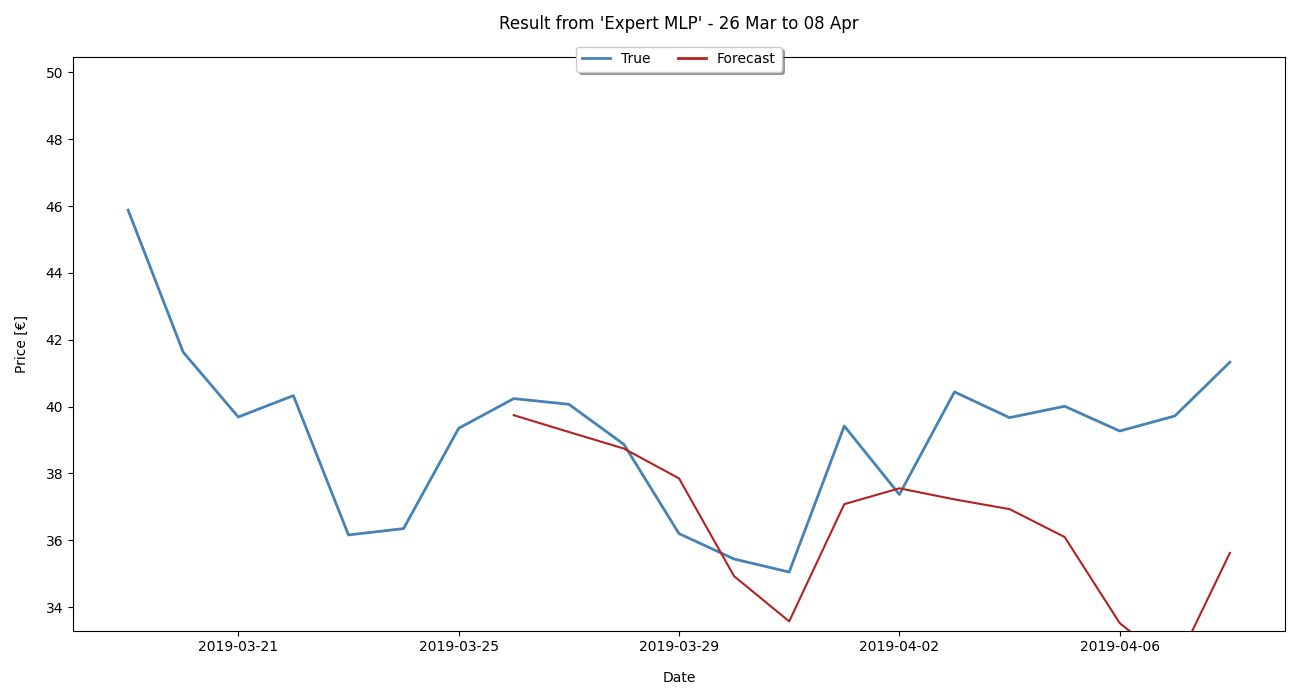 Result from 'Expert MLP' - 26 Mar to 08 Apr
True Forecast
50
48
46
44
42
40
38
36
34
Price [€]
2019-03-21 2019-03-25 2019-03-29 2019-04-02 2019-04-06
Date